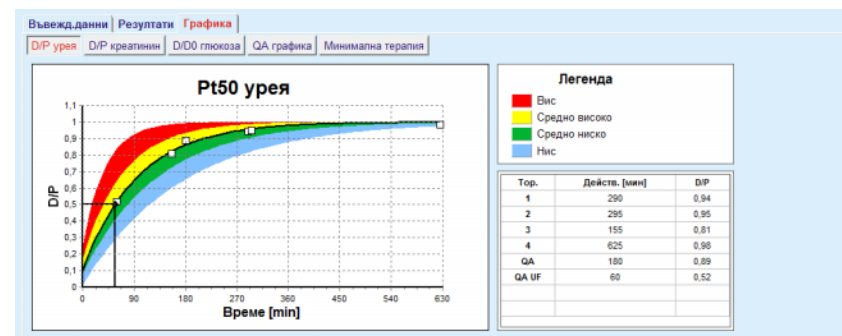 Въвежд.данни Резултати Графика
D/P урея D/P креатинин D/D0 глюкоза QA графика Минимална терапия
Pt50 урея
1,1
1
0,9
0,8
0,7
0,6
0,5
0,4
0,3
0,2
0,1
0
D/P
0 90 180 270 360 450 540 630
Време [min]
Легенда
Вис
Средно високо
Средно ниско
Нис
Тор. Действ. [мин] D/P
1 290 0,94
2 295 0,95
3 155 0,81
4 625 0,98
QA 180 0,89
QA UF 60 0,52